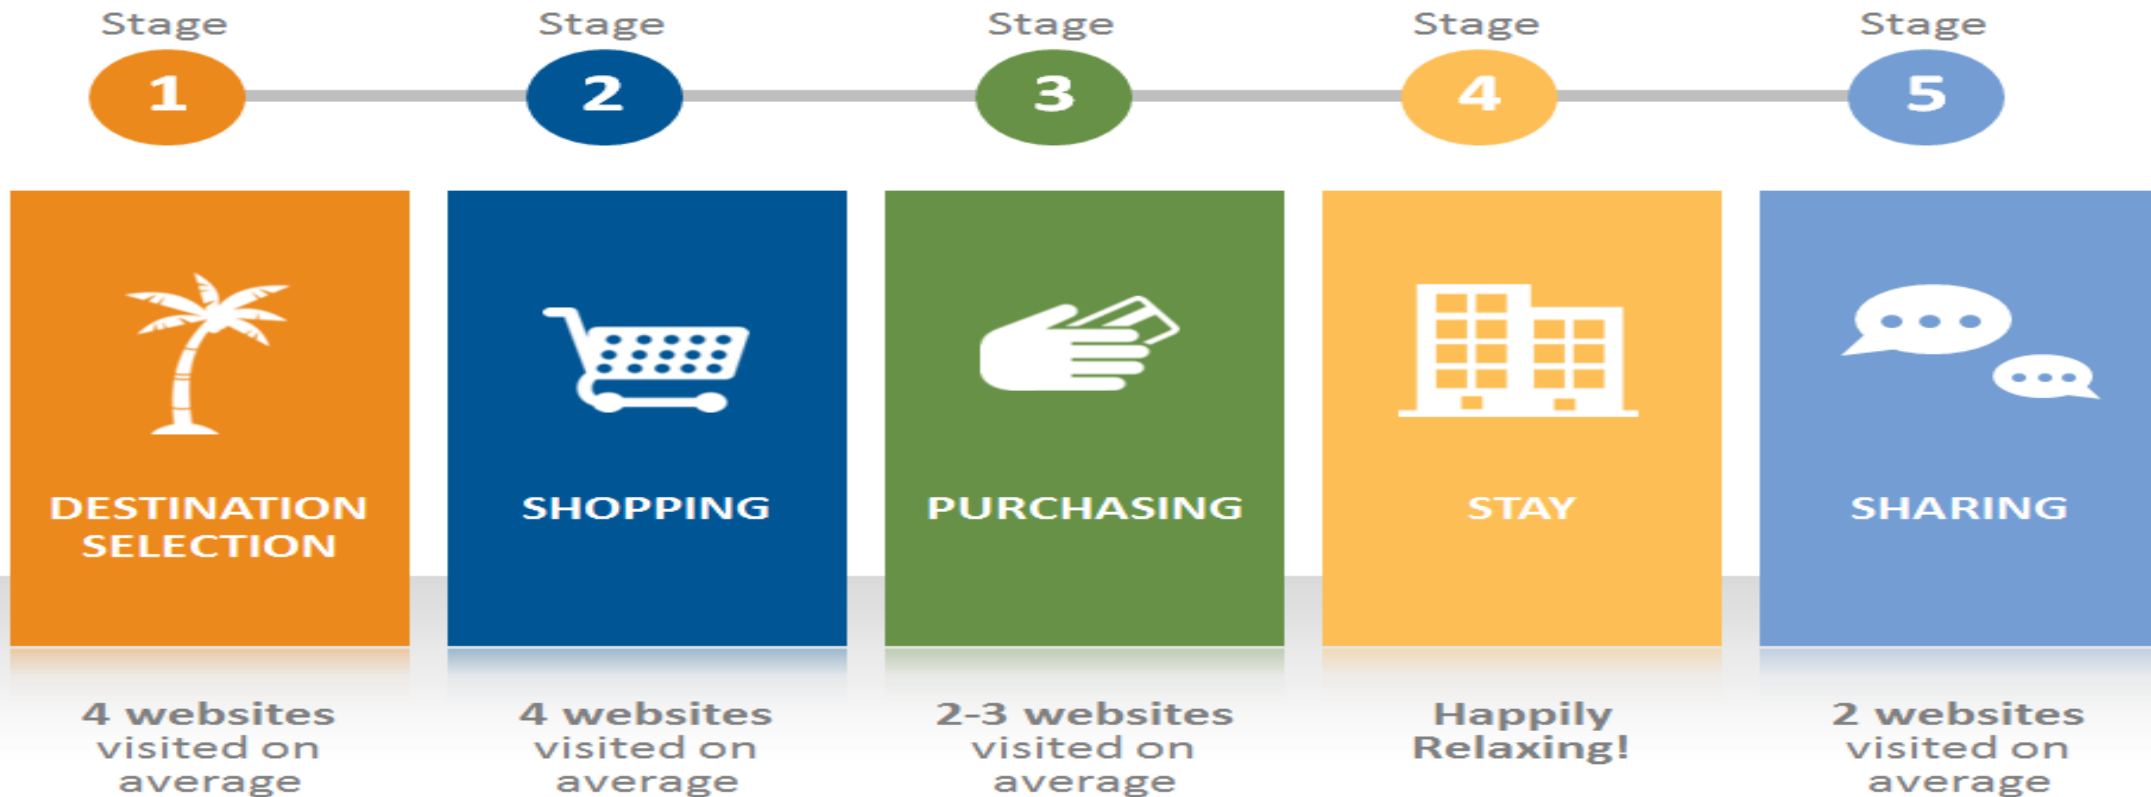 Stage
Stage
Stage
Stage
Stage
1
2
3
4
5
DESTINATION
SELECTION
SHOPPING
PURCHASING
STAY
SHARING
4 websites
visited on
average
4 websites
visited on
average
2-3 websites
visited on
average
Happily
Relaxing!
2 websites
visited on
average